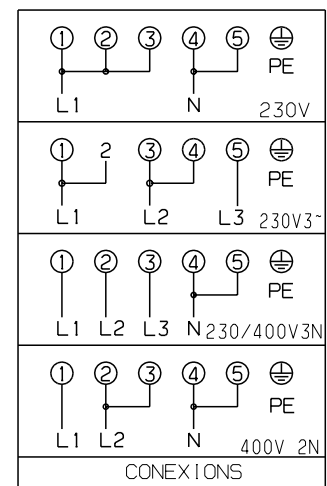 1 2 3 4 5
PE
L1 N 230V
1 2 3 4 5
PE
L1 L2 L3 230V3~
1 2 3 4 5
PE
L1 L2 L3 N 230/400V3N
1 2 3 4 5
PE
L1 L2 N 400V 2N
CONEXIONS